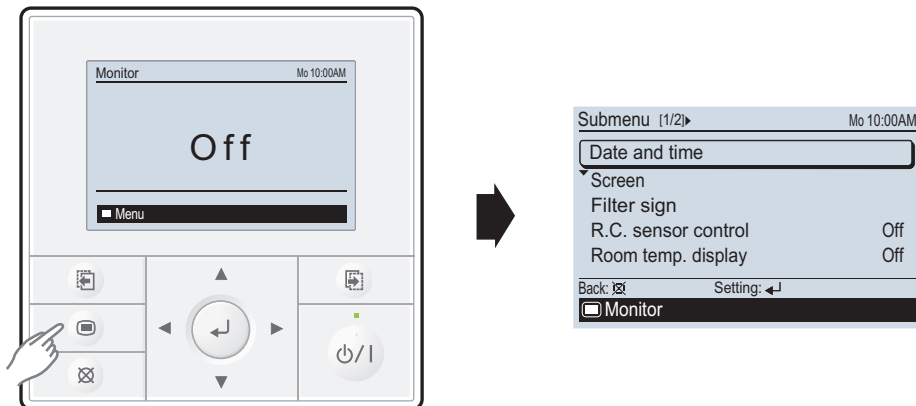 Monitor Mo 10:00AM
Off
Menu
Submenu [1/2] Mo 10:00AM
Date and time
Screen
Filter sign
R.C. sensor control Off
Room temp. display Off
Back: Setting:
Monitor